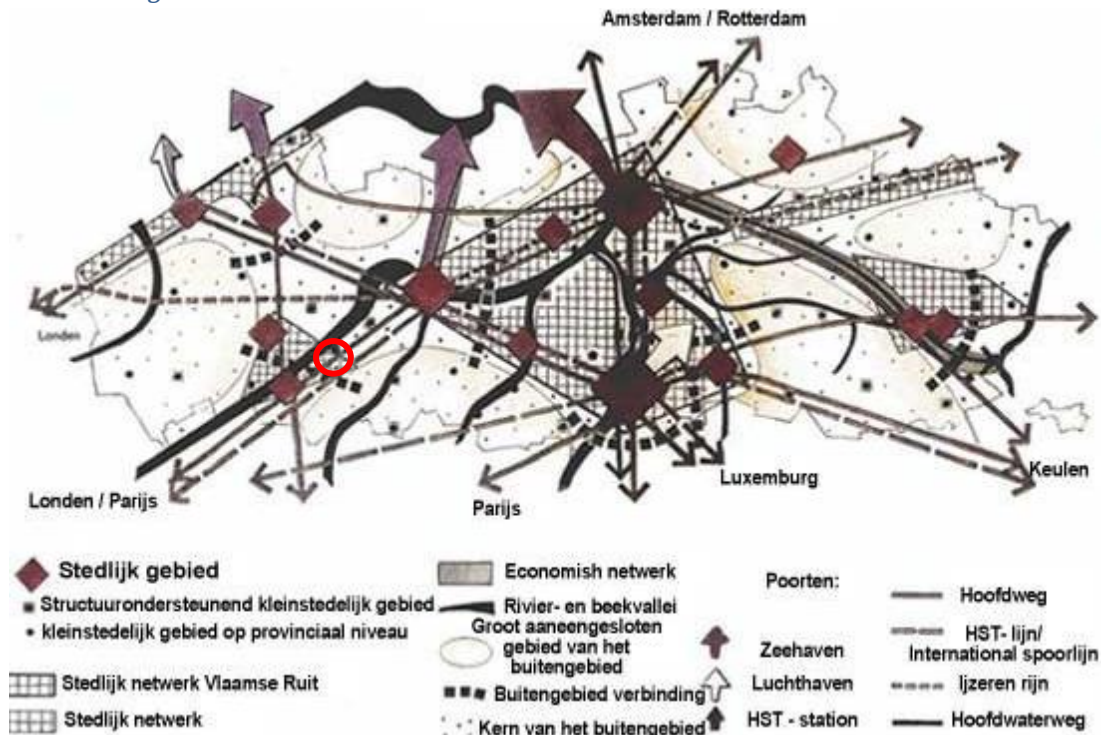 Amsterdam / Rotterdam
Londen
Londen / Parijs
Parijs
Luxemburg
Keulen
Stedlijk gebied
Structuurondersteunend kleinstedelijk gebied
kleinstedelijk gebied op provinciaal niveau
Stedlijk netwerk Vlaamse Ruit
Stedlijk netwerk
Economish netwerk
Rivier- en beekvallei
Groot aaneengesloten
gebied van het
buitengebied
Buitengebied verbinding
Kern van het buitengebied
Poorten:
Zeehaven
Luchthaven
HST - station
Hoofdweg
HST- lijn/
International spoorlijn
Ijzeren rijn
Hoofdwaterweg